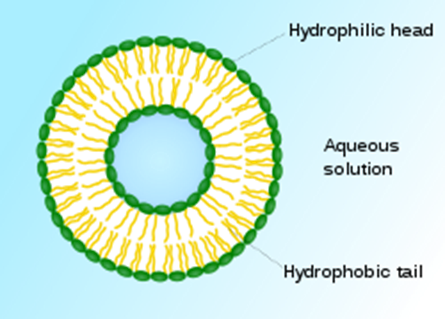 Hydrophilic head
Aqueous
solution
Hydrophobic tail